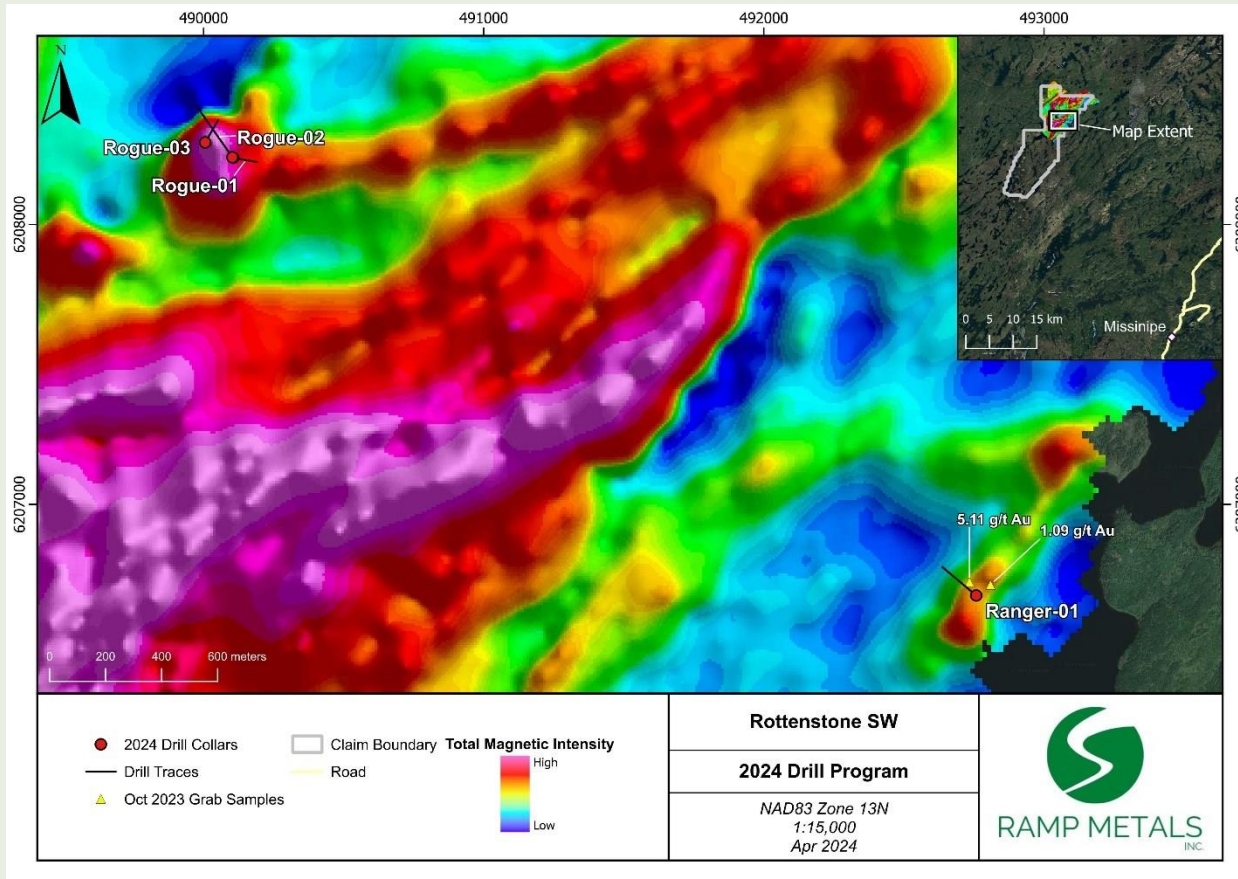 490000
491000
492000
493000
N
Rogue-03
Rogue-02
Rogue-01
6208000
6207000
Map Extent
0 5 10 15 km
Missinipe
5.11 g/t Au
1.09 g/t Au
Ranger-01
0 200 400 600 meters
2024 Drill Collars
Drill Traces
Oct 2023 Grab Samples
Claim Boundary
Road
Total Magnetic Intensity
High
Low
Rottenstone SW
2024 Drill Program
NAD83 Zone 13N
1:15,000
Apr 2024
RAMP METALS
INC.